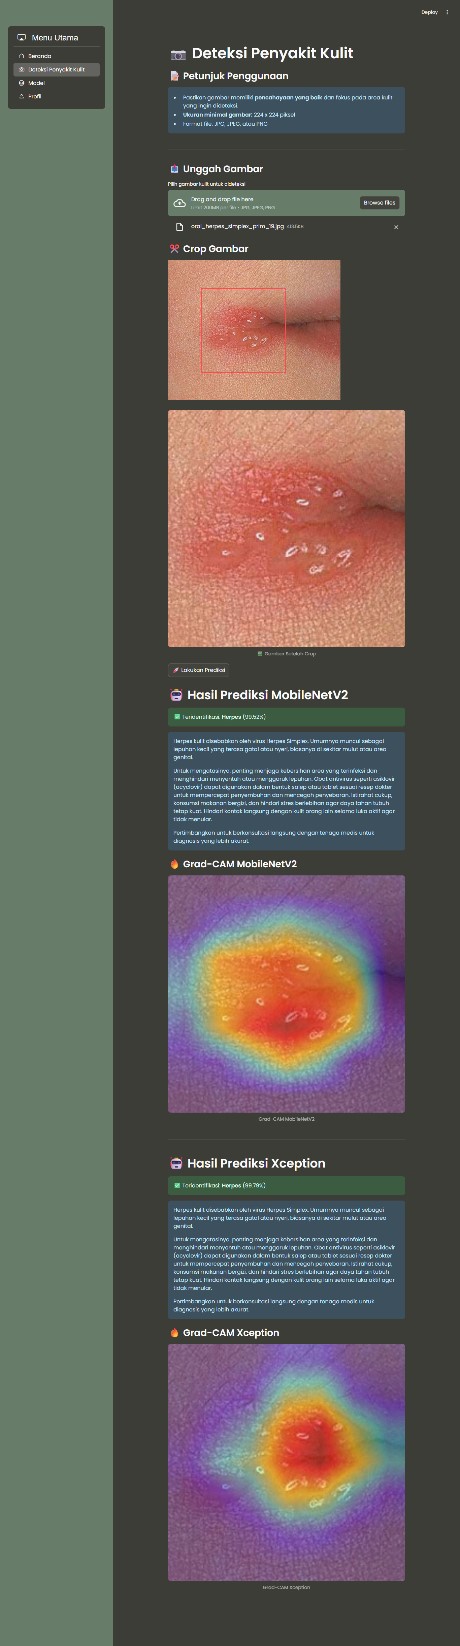 Deploy
Menu Utama
Beranda
Deteksi Penyakit Kulit
Model
Profil
Deteksi Penyakit Kulit
Petunjuk Penggunaan
Pastikan gambar memiliki pencahayaan yang baik dan fokus pada area kulit
yang ingin dideteksi.
Ukuran minimal gambar: 224 x 224 piksel
Format file: JPG, JPEG, atau PNG
Unggah Gambar
Pilih gambar kulit untuk dideteksi
Drag and drop file here
Limit 200MB per file • JPG, JPEG, PNG
Browse files
oral_herpes_simplex_prim_19.jpg
Crop Gambar
Gambar Setelah Crop
Lakukan Prediksi
Hasil Prediksi MobileNetV2
Teridentifikasi: Herpes (99.52%)
Herpes kulit disebabkan oleh virus Herpes Simplex. Umumnya muncul sebagai
lepuhan kecil yang terasa gatal atau nyeri, biasanya di sekitar mulut atau area
genital.
Untuk mengatasinya, penting menjaga kebersihan area yang terinfeksi dan
menghindari menyentuh atau menggaruk lepuhan. Obat antivirus seperti asiklovir
(acyclovir) dapat digunakan dalam bentuk salep atau tablet sesuai resep dokter
untuk mempercepat penyembuhan dan mencegah penyebaran. Istirahat cukup,
konsumsi makanan bergizi, dan hindari stres berlebihan agar daya tahan tubuh
tetap kuat. Hindari kontak langsung dengan kulit orang lain selama luka aktif agar
tidak menular.
Pertimbangkan untuk berkonsultasi langsung dengan tenaga medis untuk
diagnosis yang lebih akurat.
Grad-CAM MobileNetV2
Grad-CAM MobileNetV2
Hasil Prediksi Xception
Teridentifikasi: Herpes (99.79%)
Herpes kulit disebabkan oleh virus Herpes Simplex. Umumnya muncul sebagai
lepuhan kecil yang terasa gatal atau nyeri, biasanya di sekitar mulut atau area
genital.
Untuk mengatasinya, penting menjaga kebersihan area yang terinfeksi dan
menghindari menyentuh atau menggaruk lepuhan. Obat antivirus seperti asiklovir
(acyclovir) dapat digunakan dalam bentuk salep atau tablet sesuai resep dokter
untuk mempercepat penyembuhan dan mencegah penyebaran. Istirahat cukup,
konsumsi makanan bergizi, dan hindari stres berlebihan agar daya tahan tubuh
tetap kuat. Hindari kontak langsung dengan kulit orang lain selama luka aktif agar
tidak menular.
Pertimbangkan untuk berkonsultasi langsung dengan tenaga medis untuk
diagnosis yang lebih akurat.
Grad-CAM Xception
Grad-CAM Xception